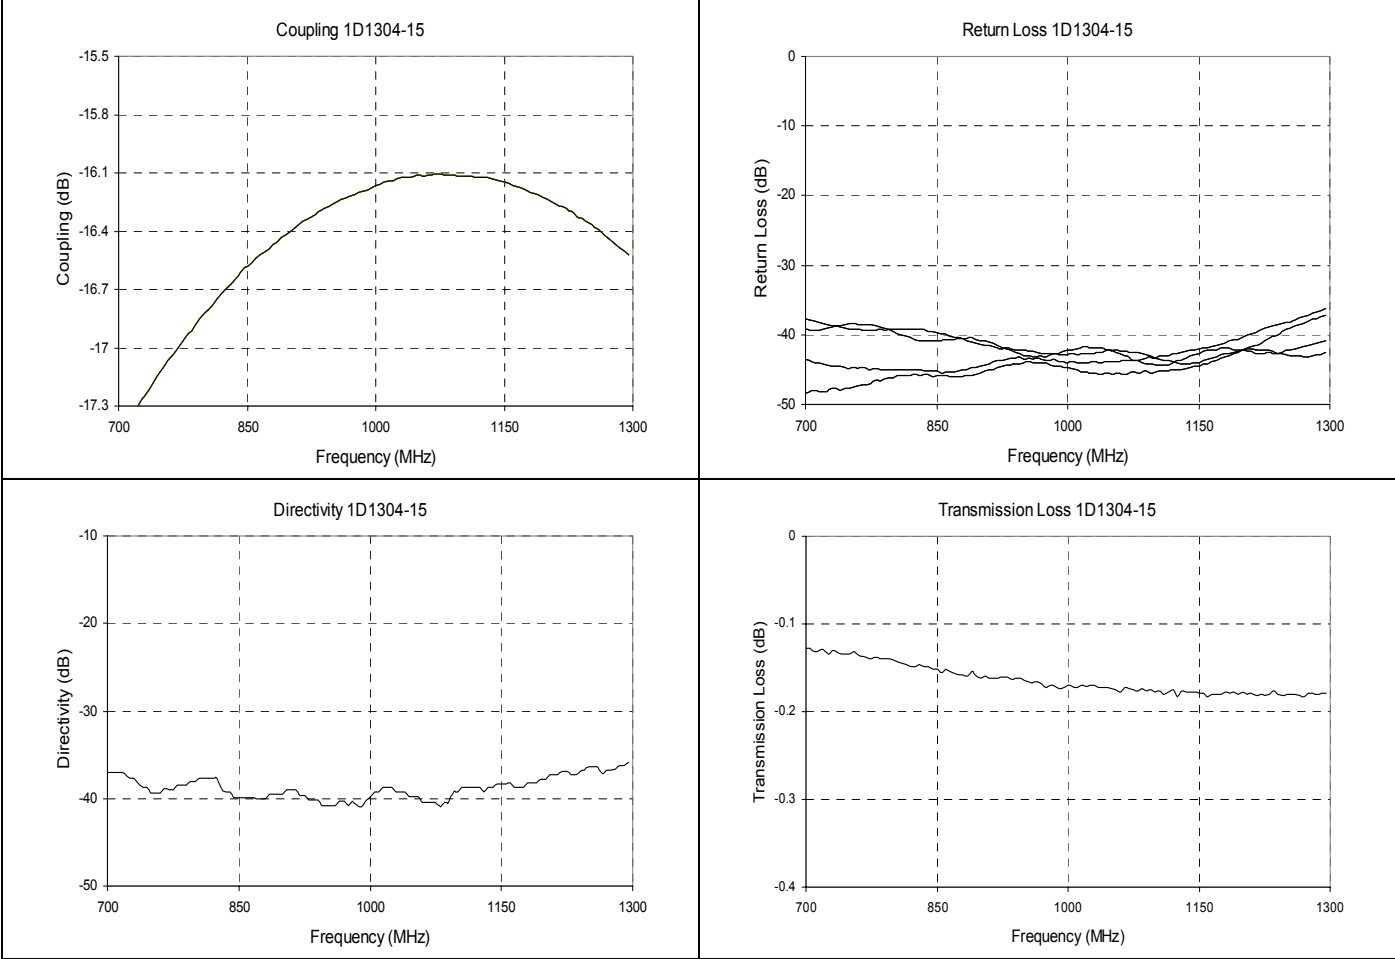 Coupling 1D1304-15
-15.5
-15.8
-16.1
-16.4
-16.7
-17
-17.3
Coupling (dB)
700 850 1000 1150 1300
Frequency (MHz)
Return Loss 1D1304-15
0
-10
-20
-30
-40
-50
Return Loss (dB)
700 850 1000 1150 1300
Frequency (MHz)
Directivity 1D1304-15
-10
-20
-30
-40
-50
Directivity (dB)
700 850 1000 1150 1300
Frequency (MHz)
Transmission Loss 1D1304-15
0
-0.1
-0.2
-0.3
-0.4
Transmission Loss (dB)
700 850 1000 1150 1300
Frequency (MHz)